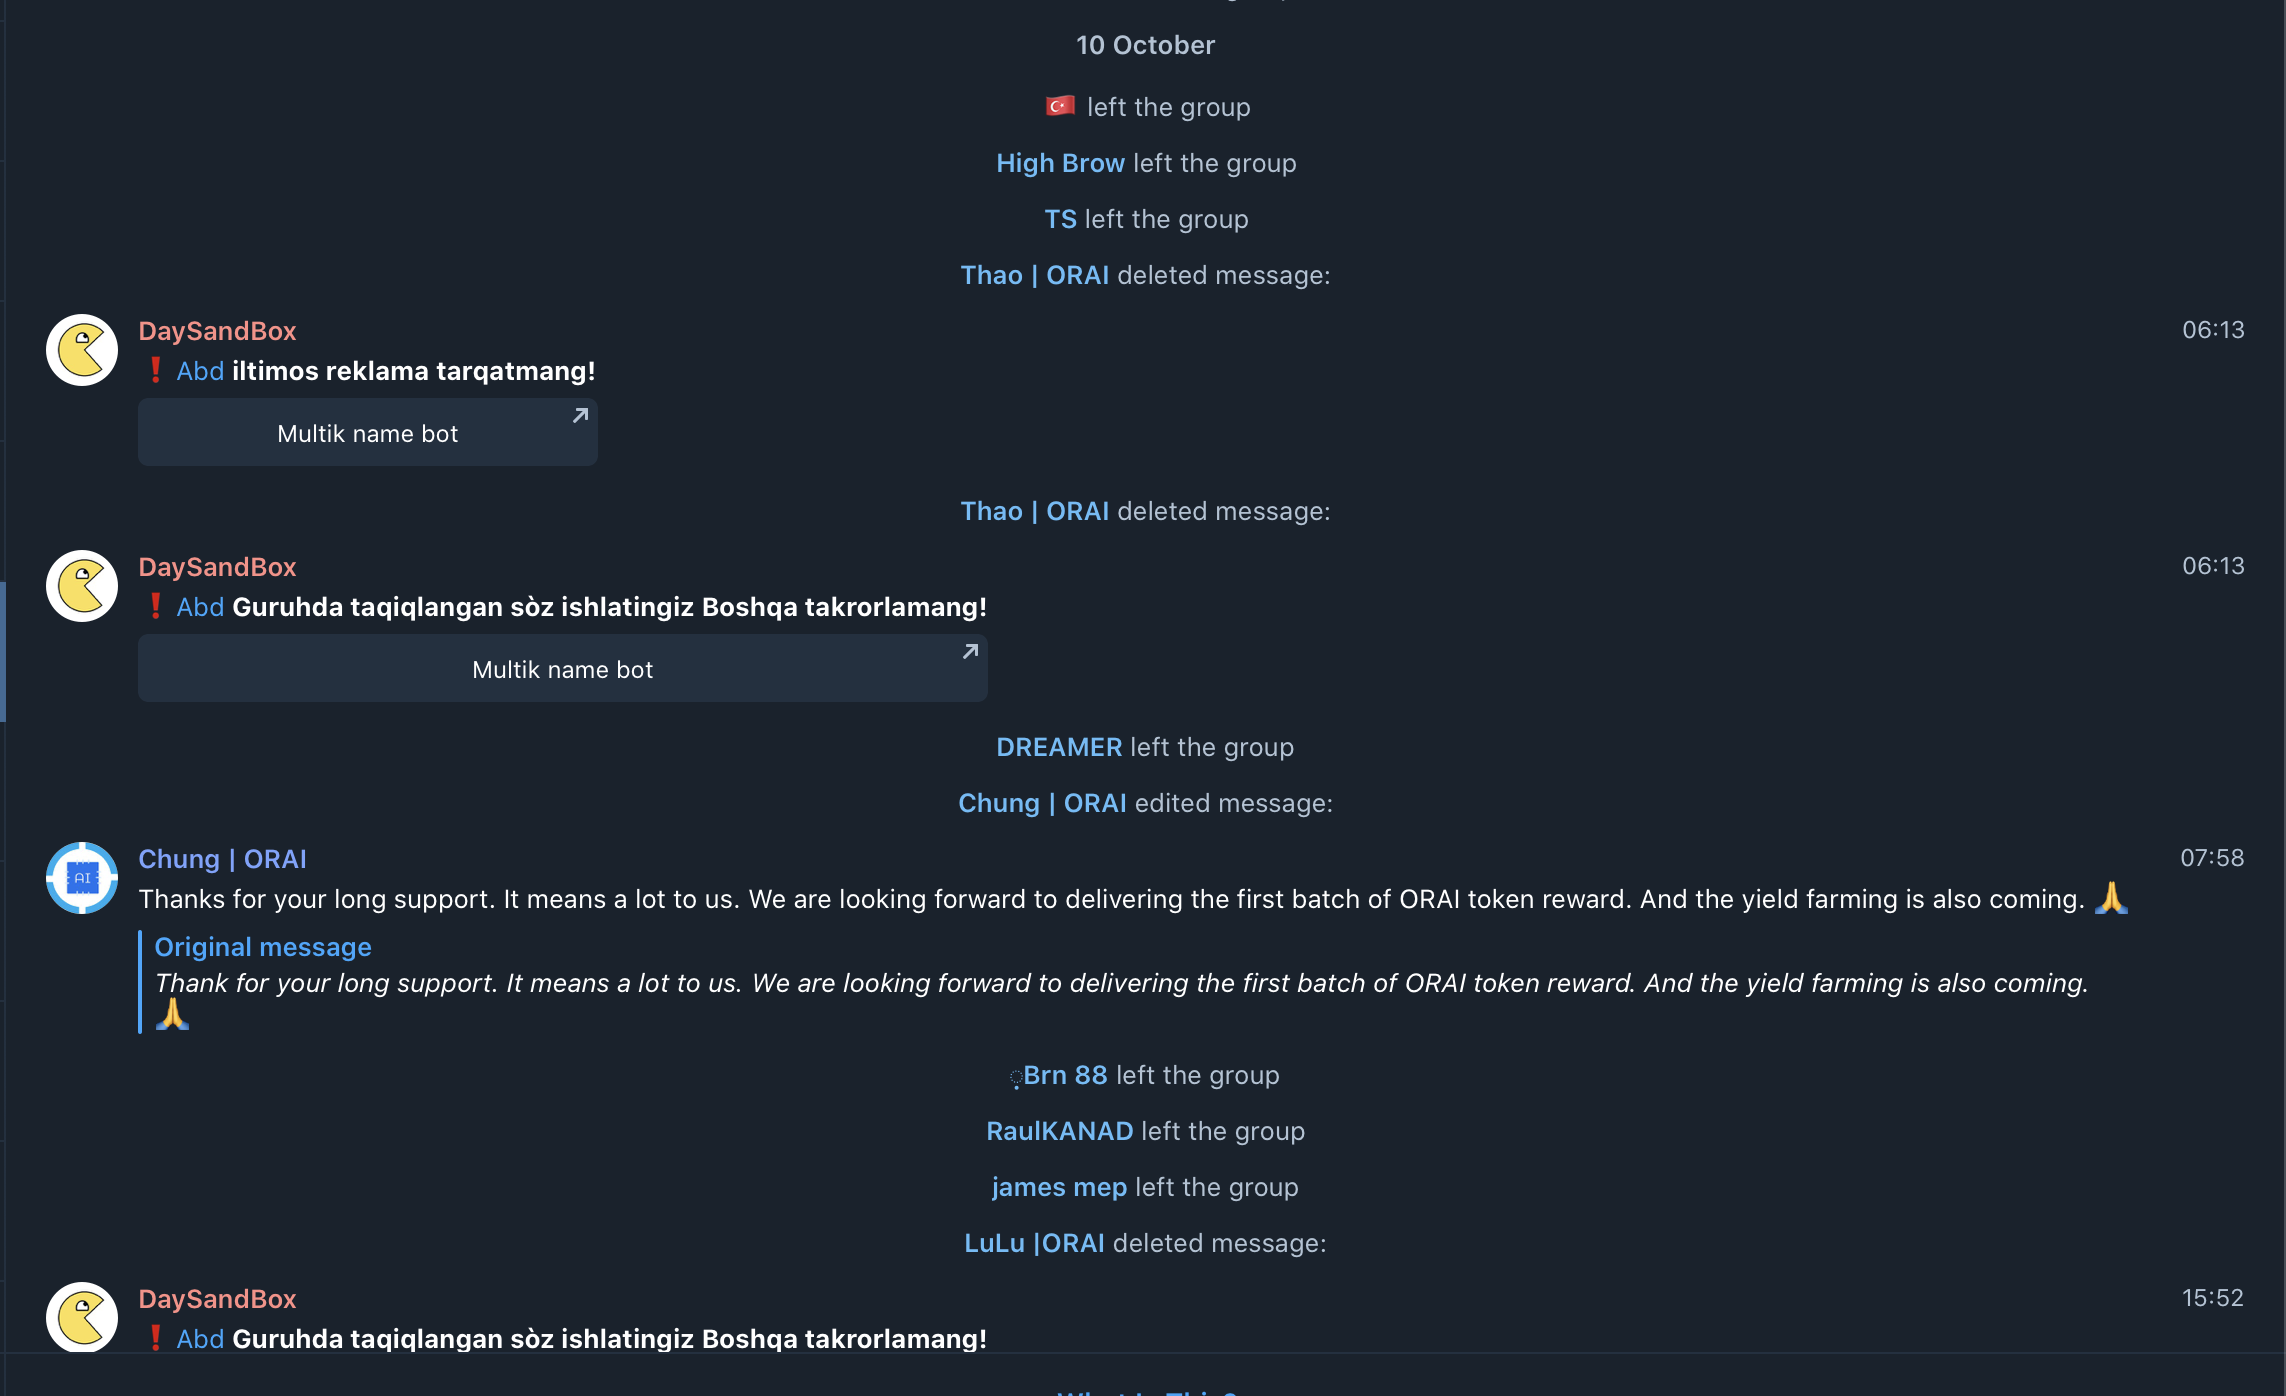 10 October
🇹🇷 left the group
High Brow left the group
TS left the group
Thao | ORAI deleted message:
DaySandBox 06:13
❗ Abd iltimos reklama tarqatmang!
Multik name bot
Thao | ORAI deleted message:
DaySandBox 06:13
❗ Abd Guruhda taqiqlangan sòz ishlatingiz Boshqa takrorlamang!
Multik name bot
DREAMER left the group
Chung | ORAI edited message:
Chung | ORAI 07:58
AI
Thanks for your long support. It means a lot to us. We are looking forward to delivering the first batch of ORAI token reward. And the yield farming is also coming. 🙏
Original message
Thank for your long support. It means a lot to us. We are looking forward to delivering the first batch of ORAI token reward. And the yield farming is also coming.
🙏
़Brn 88 left the group
RaulKANAD left the group
james mep left the group
LuLu |ORAI deleted message:
DaySandBox 15:52
❗ Abd Guruhda taqiqlangan sòz ishlatingiz Boshqa takrorlamang!
What Is This?